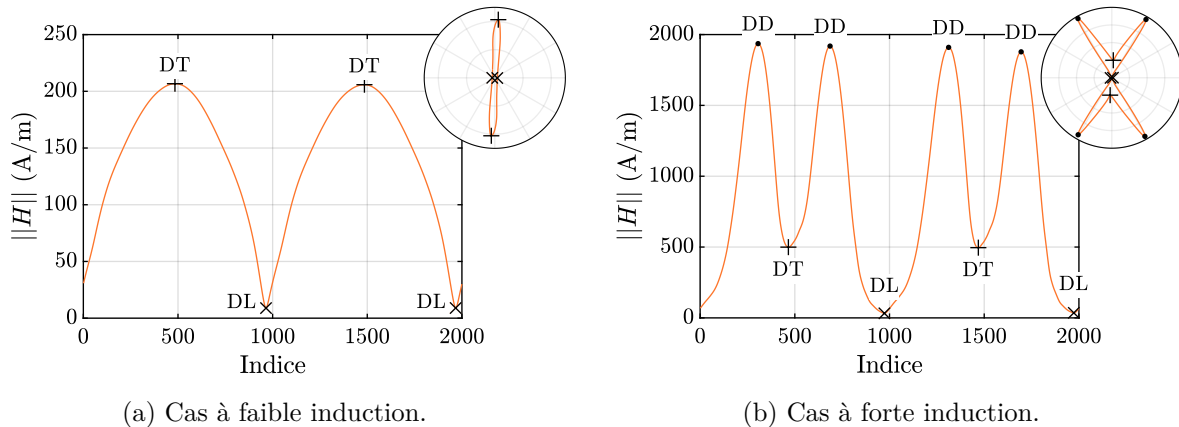 250
200
150
100
50
0
||H|| (A/m)
DT
DT
DL
DL
0
500
1000
1500
2000
Indice
(a) Cas à faible induction.
2000
1500
1000
500
0
||H|| (A/m)
DD
DD
DD
DD
DT
DT
DL
DL
0
500
1000
1500
2000
Indice
(b) Cas à forte induction.